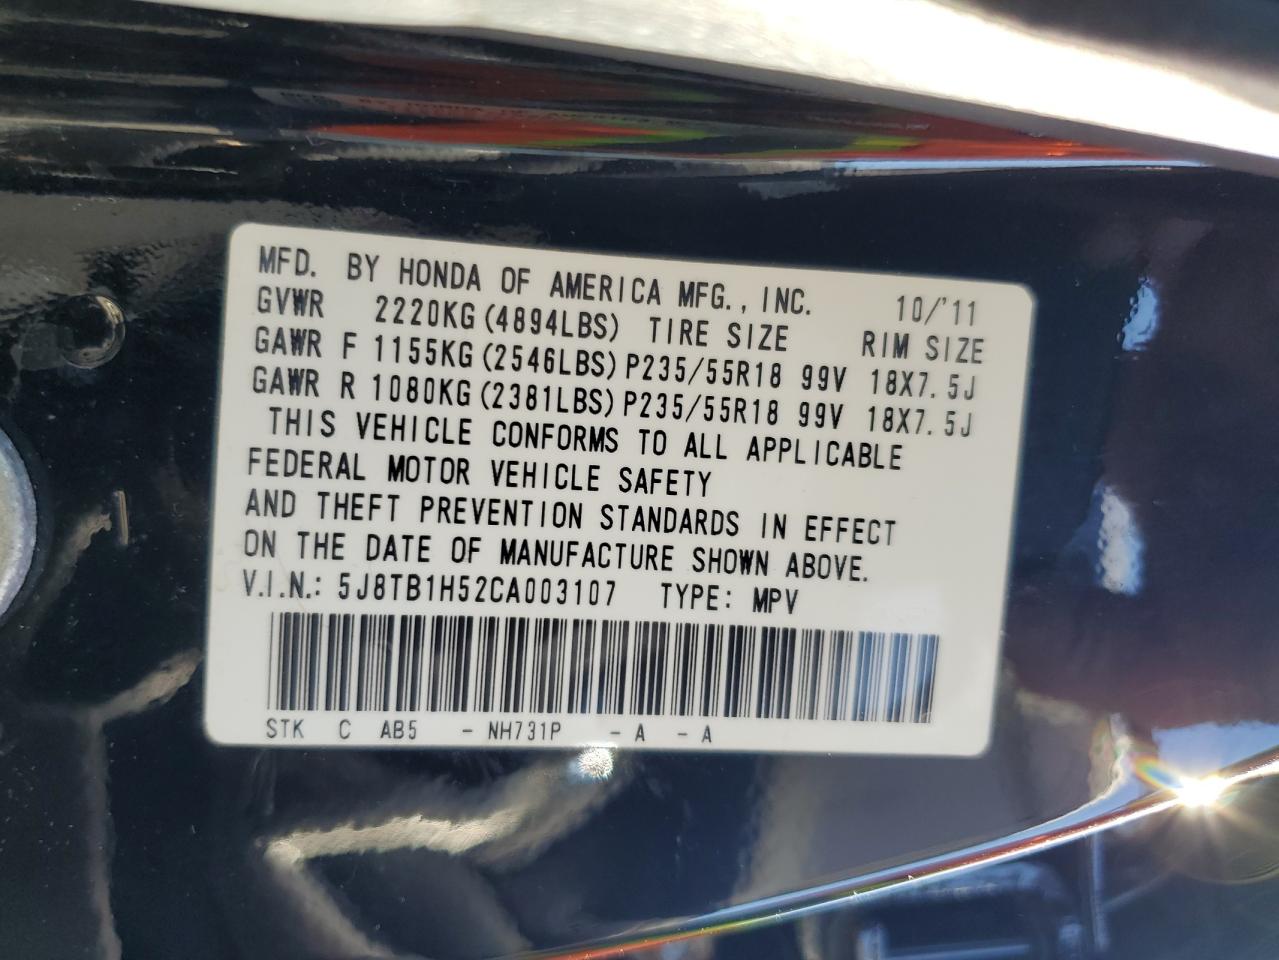 MFD. BY HONDA OF AMERICA MFG., INC. 10/'11
GVWR 2220KG (4894LBS) TIRE SIZE RIM SIZE
GAWR F 1155KG (2546LBS) P235/55R18 99V 18X7.5J
GAWR R 1080KG (2381LBS) P235/55R18 99V 18X7.5J
THIS VEHICLE CONFORMS TO ALL APPLICABLE
FEDERAL MOTOR VEHICLE SAFETY
AND THEFT PREVENTION STANDARDS IN EFFECT
ON THE DATE OF MANUFACTURE SHOWN ABOVE.
V.I.N.: 5J8TB1H52CA003107 TYPE: MPV
STK C AB5 - NH731P - A - A